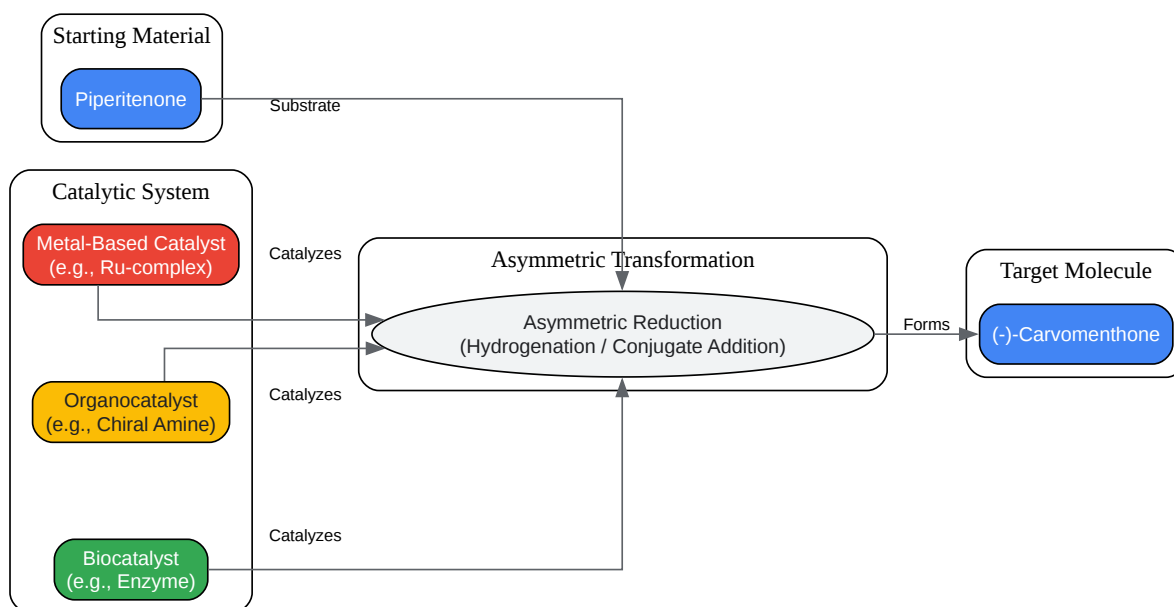 Starting Material
Piperitenone
Substrate
Catalytic System
Metal-Based Catalyst
(e.g., Ru-complex)
Catalyzes
Organocatalyst
(e.g., Chiral Amine)
Catalyzes
Biocatalyst
(e.g., Enzyme)
Catalyzes
Asymmetric Transformation
Asymmetric Reduction
(Hydrogenation / Conjugate Addition)
Forms
Target Molecule
(-)-Carvomenthone